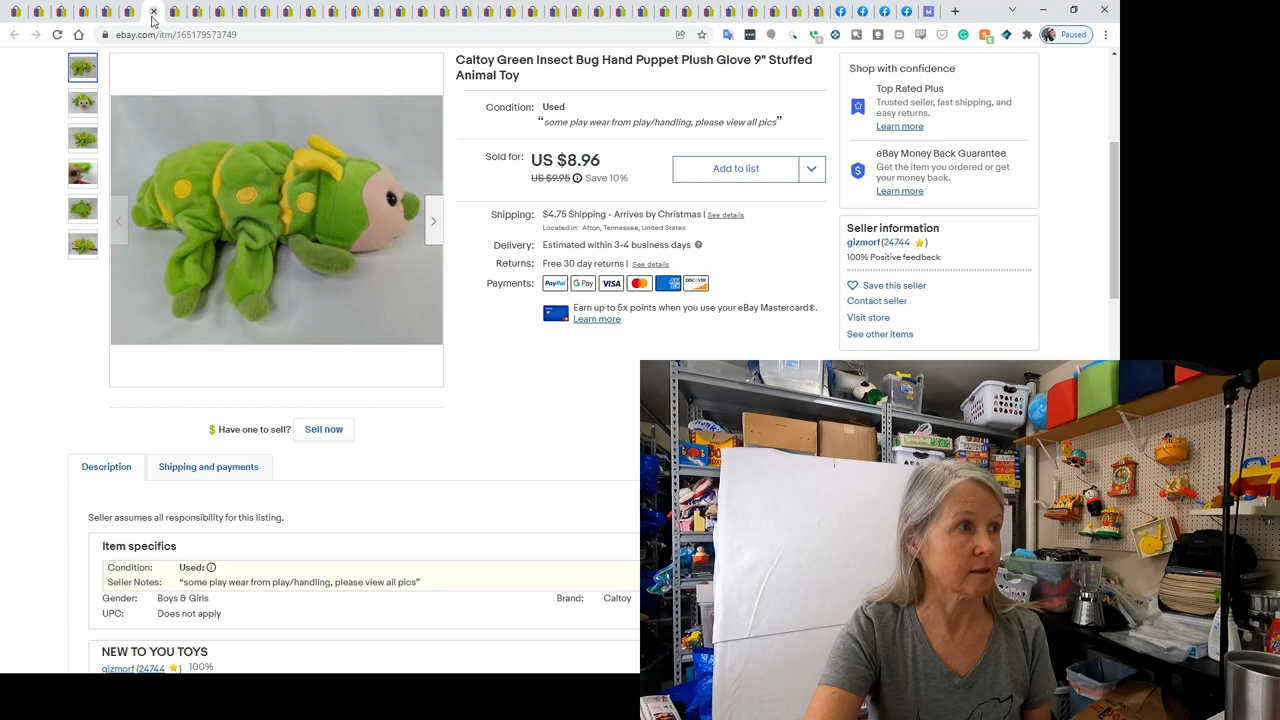 ebay.com/itm/165179573749
Paused
Caltoy Green Insect Bug Hand Puppet Plush Glove 9" Stuffed
Animal Toy
Condition: Used
"some play wear from play/handling, please view all pics"
Sold for: US $8.96
US $9.95 Save 10%
Add to list
Shipping: $4.75 Shipping - Arrives by Christmas | See details
Located in: Afton, Tennessee, United States
Delivery: Estimated within 3-4 business days
Returns: Free 30 day returns | See details
Payments: PayPal G Pay VISA DISCOVER
Earn up to 5x points when you use your eBay Mastercard®.
Learn more
Shop with confidence
Top Rated Plus
Trusted seller, fast shipping, and
easy returns.
Learn more
eBay Money Back Guarantee
Get the item you ordered or get
your money back.
Learn more
Seller information
gizmorf (24744 )
100% Positive feedback
Save this seller
Contact seller
Visit store
See other items
Have one to sell? Sell now
Description
Shipping and payments
Seller assumes all responsibility for this listing.
Item specifics
Condition: Used:
Seller Notes: "some play wear from play/handling, please view all pics"
Gender: Boys & Girls
Brand: Caltoy
UPC: Does not apply
NEW TO YOU TOYS
gizmorf (24744 ) 100%